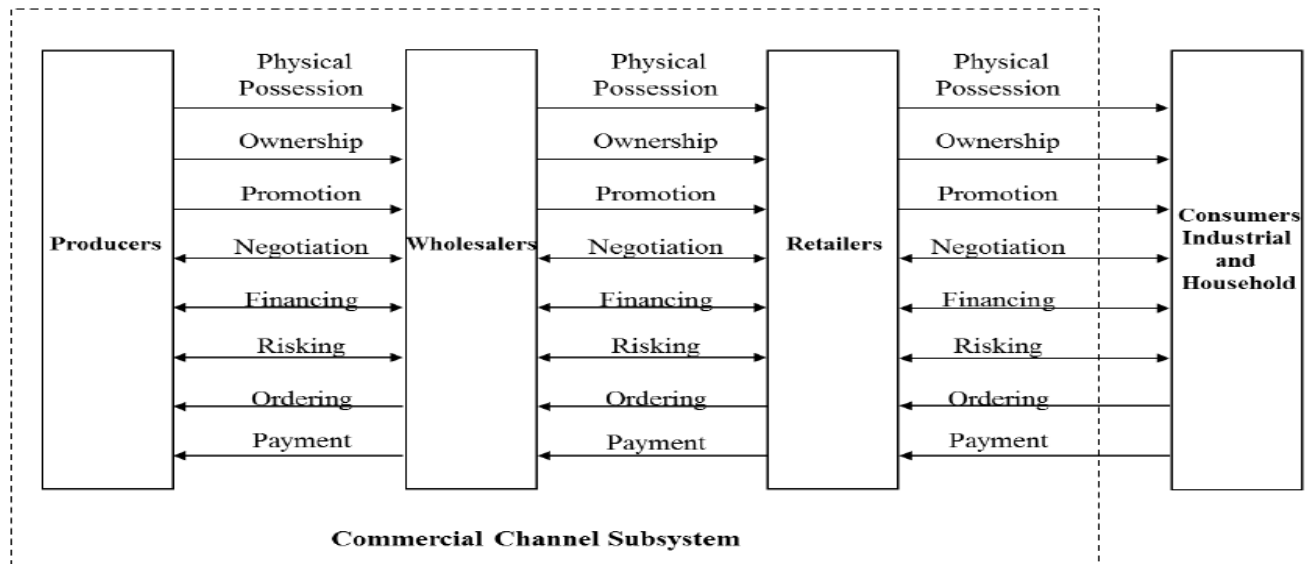 Physical
Possession
Physical
Possession
Physical
Possession
Ownership
Ownership
Ownership
Promotion
Promotion
Promotion
Producers
Negotiation
Wholesalers
Negotiation
Retailers
Negotiation
Consumers
Industrial
and
Household
Financing
Financing
Financing
Risking
Risking
Risking
Ordering
Ordering
Ordering
Payment
Payment
Payment
Commercial Channel Subsystem